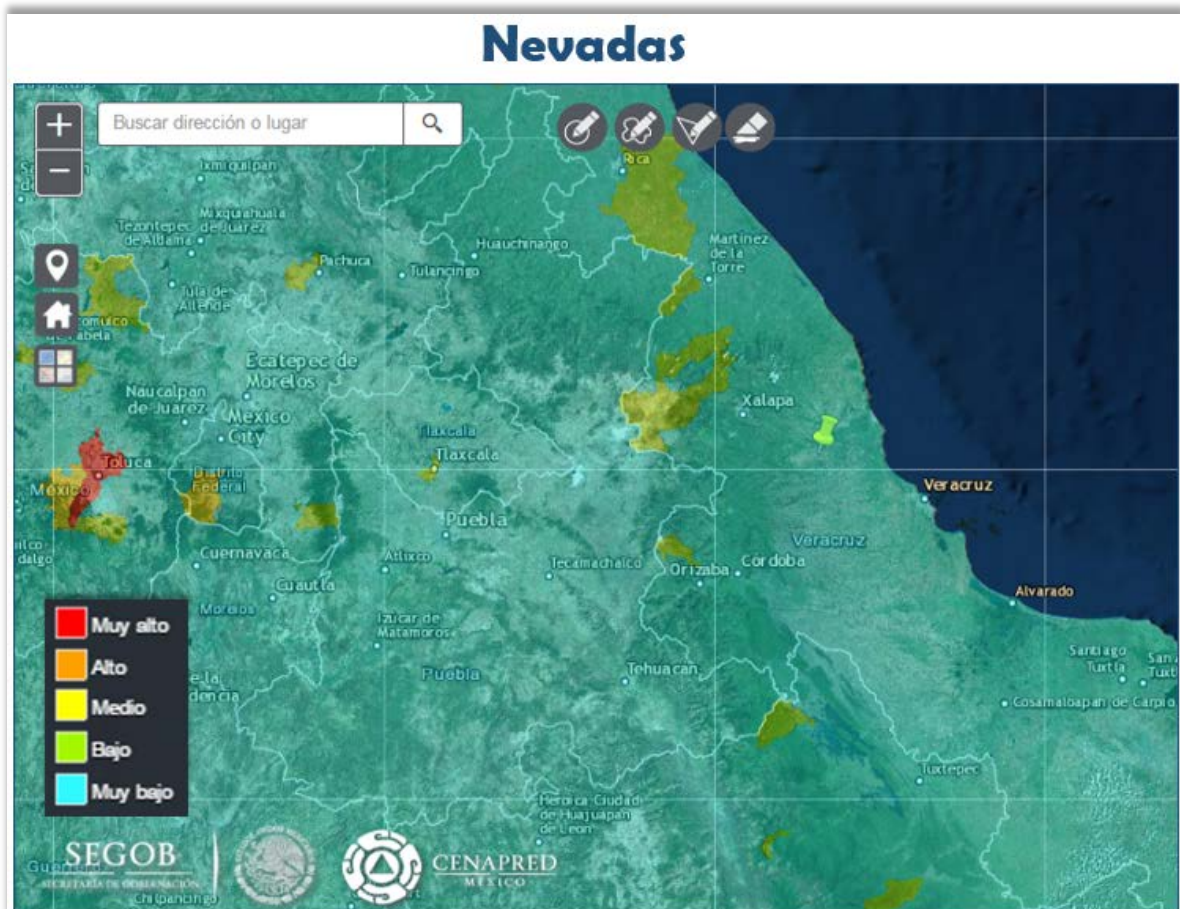 Nevadas
Buscar dirección o lugar
Rica
Ixmiquilpan
Mixquiahuala
de Juárez
Tezontepec
de Aldama
Huauchinango
Martínez
de la
Torre
Pachuca
Tulancingo
Tula de
Allende
Ecatepec de
Morelos
Naucalpan
de Juárez
Mexico
City
Xalapa
Tlaxcala
Tlaxcala
Toluca
México
Distrito
Federal
Veracruz
Puebla
Veracruz
Cuernavaca
Atlixco
Tecamachalco
Orizaba
Córdoba
Cuautla
Alvarado
Morelos
Izúcar de
Matamoros
Santiago
Tuxtla
Puebla
Tehuacán
Cosamaloapan de Carpio
Tuxtepec
Heroica Ciudad
de Huajuapan
de León
Muy alto
Alto
Medio
Bajo
Muy bajo
SEGOB
SECRETARÍA DE GOBERNACIÓN
CENAPRED
MÉXICO
Chilpancingo